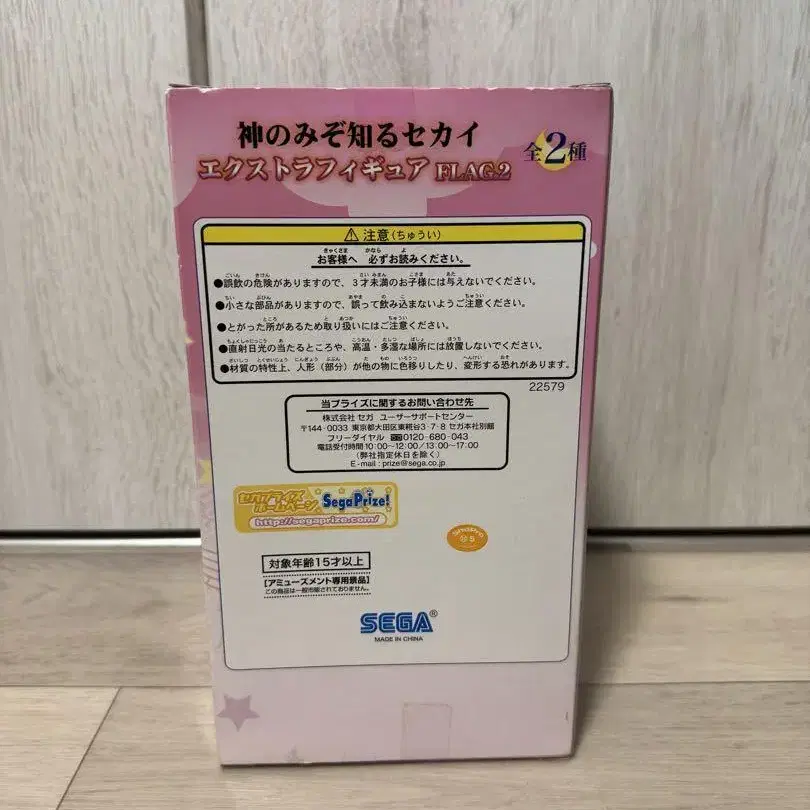 神のみぞ知るセカイ
エクストラフィギュア FLAG.2
全2種
⚠注意(ちゅうい)
お客様へ 必ずお読みください。
●誤飲の危険がありますので、3才未満のお子様には与えないでください。
●小さな部品がありますので、誤って飲み込まないようご注意ください。
●とがった所があるため取り扱いにはご注意ください。
●直射日光の当たるところや、高温・多湿な場所には放置しないでください。
●材質の特性上、人形(部分)が他の物に色移りしたり、変形する恐れがあります。
22579
当プライズに関するお問い合わせ先
株式会社 セガ ユーザーサポートセンター
〒144-0033 東京都大田区東糀谷3-7-8 セガ本社別館
フリーダイヤル 0120-680-043
電話受付時間10:00~12:00/13:00~17:00
(弊社指定休日を除く)
E-mail:prize@sega.co.jp
セガプライズ
ホームページ
SegaPrize!
http://segaprize.com/
対象年齢15才以上
【アミューズメント専用景品】
この商品は一般市販されておりません。
SEGA®
MADE IN CHINA